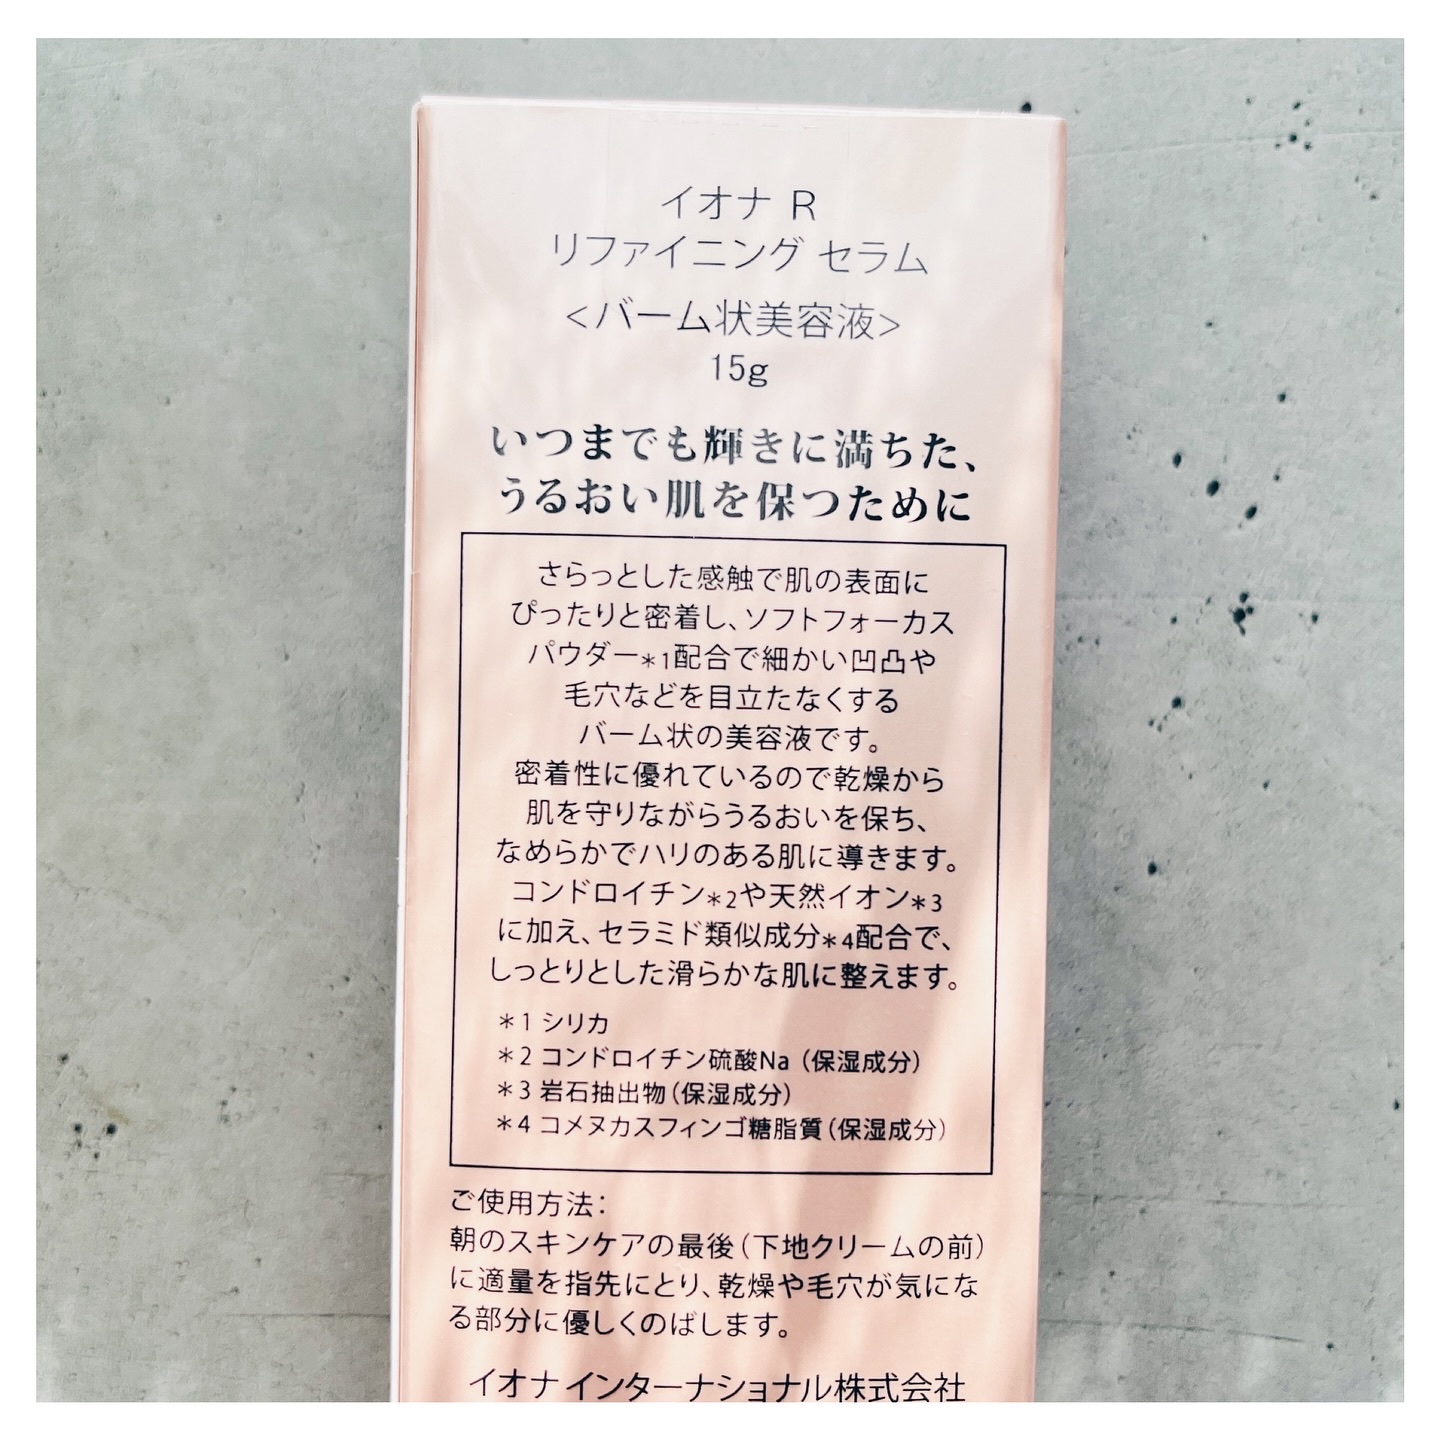 イオナ R
リファイニング セラム
<バーム状美容液>
15g
いつまでも輝きに満ちた、
うるおい肌を保つために
さらっとした感触で肌の表面に
ぴったりと密着し、ソフトフォーカス
パウダー*1配合で細かい凹凸や
毛穴などを目立たなくする
バーム状の美容液です。
密着性に優れているので乾燥から
肌を守りながらうるおいを保ち、
なめらかでハリのある肌に導きます。
コンドロイチン*2や天然イオン*3
に加え、セラミド類似成分*4配合で、
しっとりとした滑らかな肌に整えます。
*1 シリカ
*2 コンドロイチン硫酸Na（保湿成分）
*3 岩石抽出物（保湿成分）
*4 コメヌカスフィンゴ糖脂質（保湿成分）
ご使用方法：
朝のスキンケアの最後（下地クリームの前）
に適量を指先にとり、乾燥や毛穴が気にな
る部分に優しくのばします。
イオナ インターナショナル株式会社